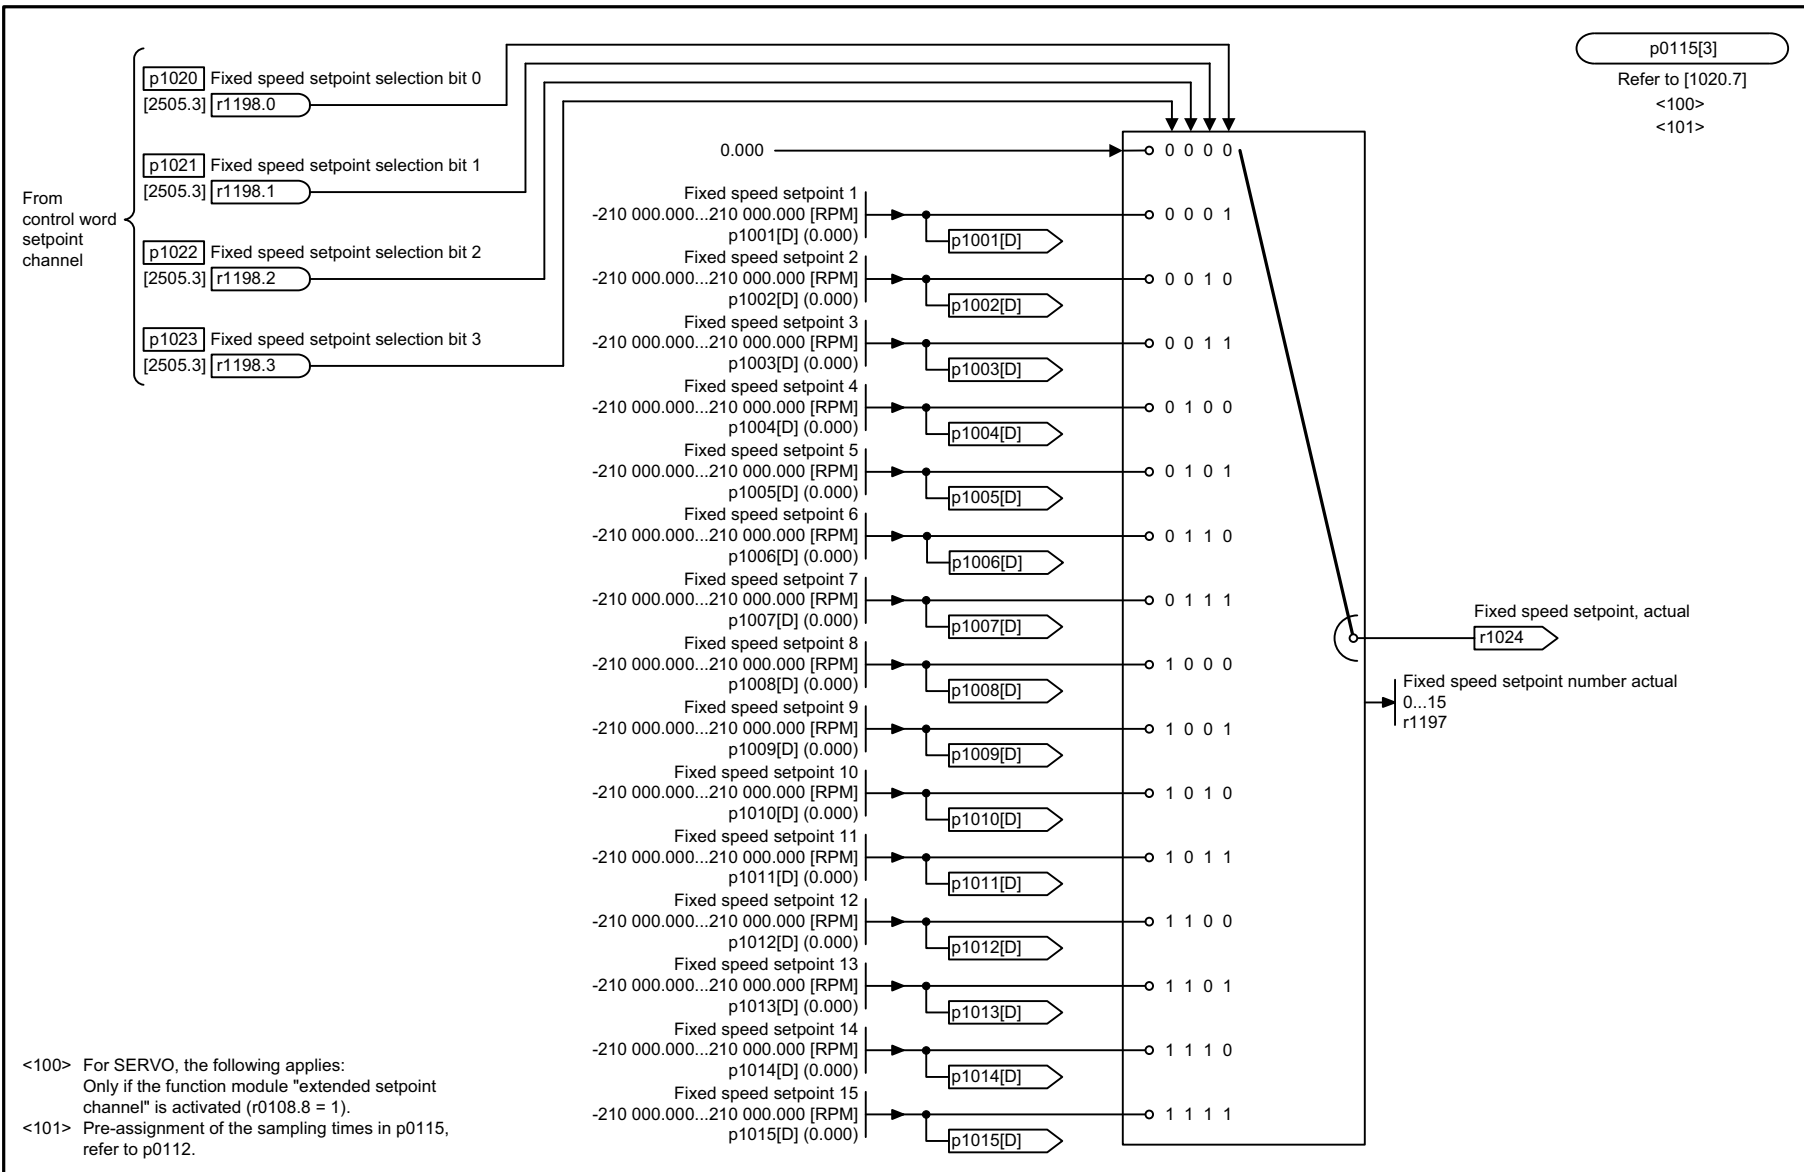 p0115[3]
Refer to [1020.7]
<100>
<101>
From
control word
setpoint
channel
p1020 Fixed speed setpoint selection bit 0
[2505.3] r1198.0
p1021 Fixed speed setpoint selection bit 1
[2505.3] r1198.1
p1022 Fixed speed setpoint selection bit 2
[2505.3] r1198.2
p1023 Fixed speed setpoint selection bit 3
[2505.3] r1198.3
0.000 0 0 0 0
Fixed speed setpoint 1
-210 000.000...210 000.000 [RPM] 0 0 0 1
p1001[D] (0.000) p1001[D]
Fixed speed setpoint 2
-210 000.000...210 000.000 [RPM] 0 0 1 0
p1002[D] (0.000) p1002[D]
Fixed speed setpoint 3
-210 000.000...210 000.000 [RPM] 0 0 1 1
p1003[D] (0.000) p1003[D]
Fixed speed setpoint 4
-210 000.000...210 000.000 [RPM] 0 1 0 0
p1004[D] (0.000) p1004[D]
Fixed speed setpoint 5
-210 000.000...210 000.000 [RPM] 0 1 0 1
p1005[D] (0.000) p1005[D]
Fixed speed setpoint 6
-210 000.000...210 000.000 [RPM] 0 1 1 0
p1006[D] (0.000) p1006[D]
Fixed speed setpoint 7
-210 000.000...210 000.000 [RPM] 0 1 1 1
p1007[D] (0.000) p1007[D]
Fixed speed setpoint 8
-210 000.000...210 000.000 [RPM] 1 0 0 0
p1008[D] (0.000) p1008[D]
Fixed speed setpoint 9
-210 000.000...210 000.000 [RPM] 1 0 0 1
p1009[D] (0.000) p1009[D]
Fixed speed setpoint 10
-210 000.000...210 000.000 [RPM] 1 0 1 0
p1010[D] (0.000) p1010[D]
Fixed speed setpoint 11
-210 000.000...210 000.000 [RPM] 1 0 1 1
p1011[D] (0.000) p1011[D]
Fixed speed setpoint 12
-210 000.000...210 000.000 [RPM] 1 1 0 0
p1012[D] (0.000) p1012[D]
Fixed speed setpoint 13
-210 000.000...210 000.000 [RPM] 1 1 0 1
p1013[D] (0.000) p1013[D]
Fixed speed setpoint 14
-210 000.000...210 000.000 [RPM] 1 1 1 0
p1014[D] (0.000) p1014[D]
Fixed speed setpoint 15
-210 000.000...210 000.000 [RPM] 1 1 1 1
p1015[D] (0.000) p1015[D]
Fixed speed setpoint, actual
r1024
Fixed speed setpoint number actual
0...15
r1197
<100> For SERVO, the following applies:
Only if the function module "extended setpoint
channel" is activated (r0108.8 = 1).
<101> Pre-assignment of the sampling times in p0115,
refer to p0112.